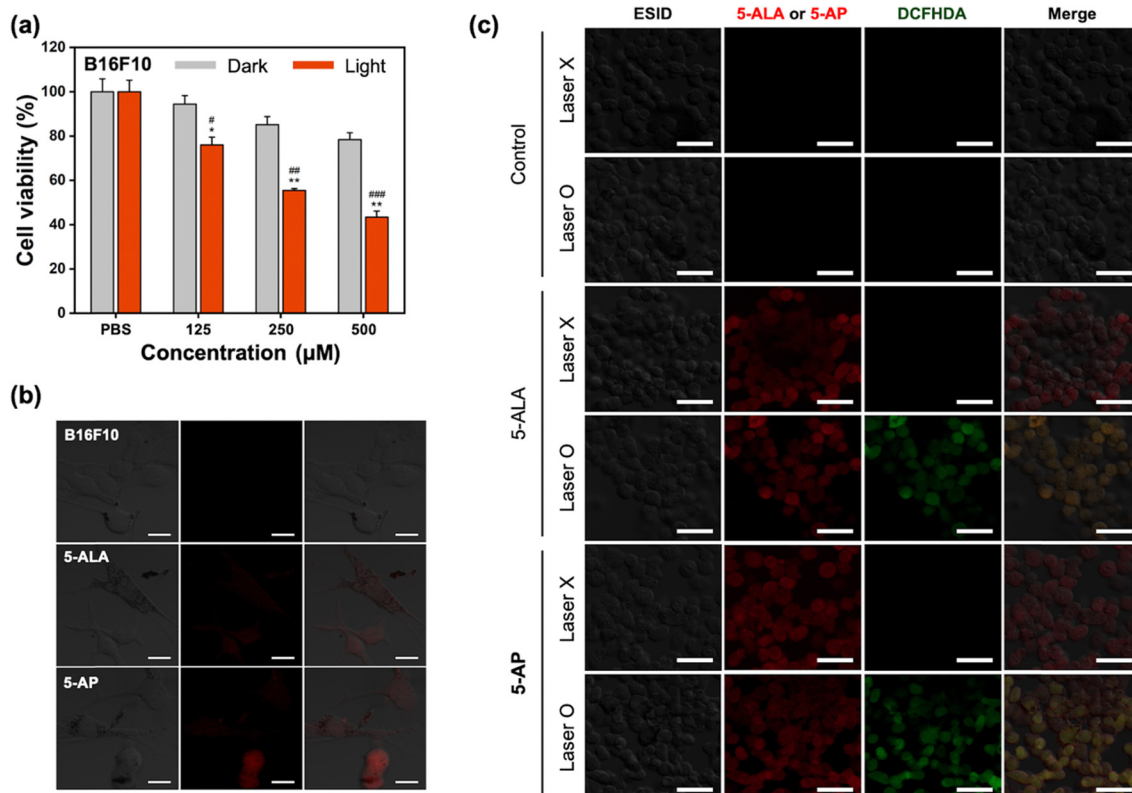 (a)
B16F10
Dark
Light
Cell viability (%)
120
100
80
60
40
20
0
#
*
##
**
###
**
PBS
125
250
500
Concentration (µM)
(b)
B16F10
5-ALA
5-AP
(c)
ESID
5-ALA or 5-AP
DCFHDA
Merge
Control
Laser X
Laser O
5-ALA
Laser X
Laser O
5-AP
Laser X
Laser O